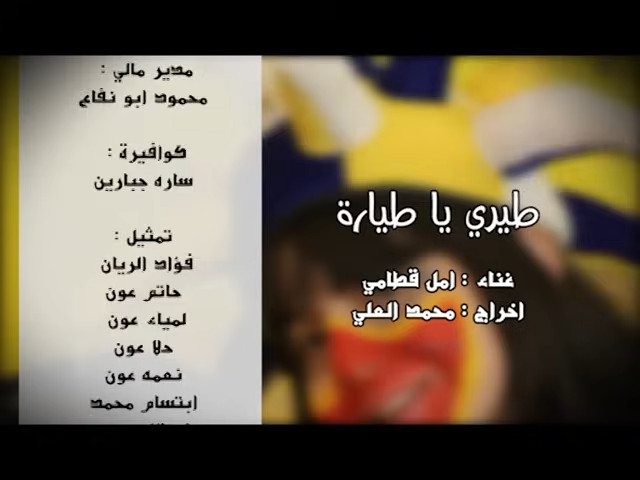 مدير مالي :
محمود ابو نفاع
كوافيرة :
ساره جبارين
تمثيل :
فؤاد الريان
حاتم عون
لمياء عون
حلا عون
نعمه عون
ابتسام محمد
طيري يا طيارة
غناء : امل قطامي
اخراج : محمد العلي